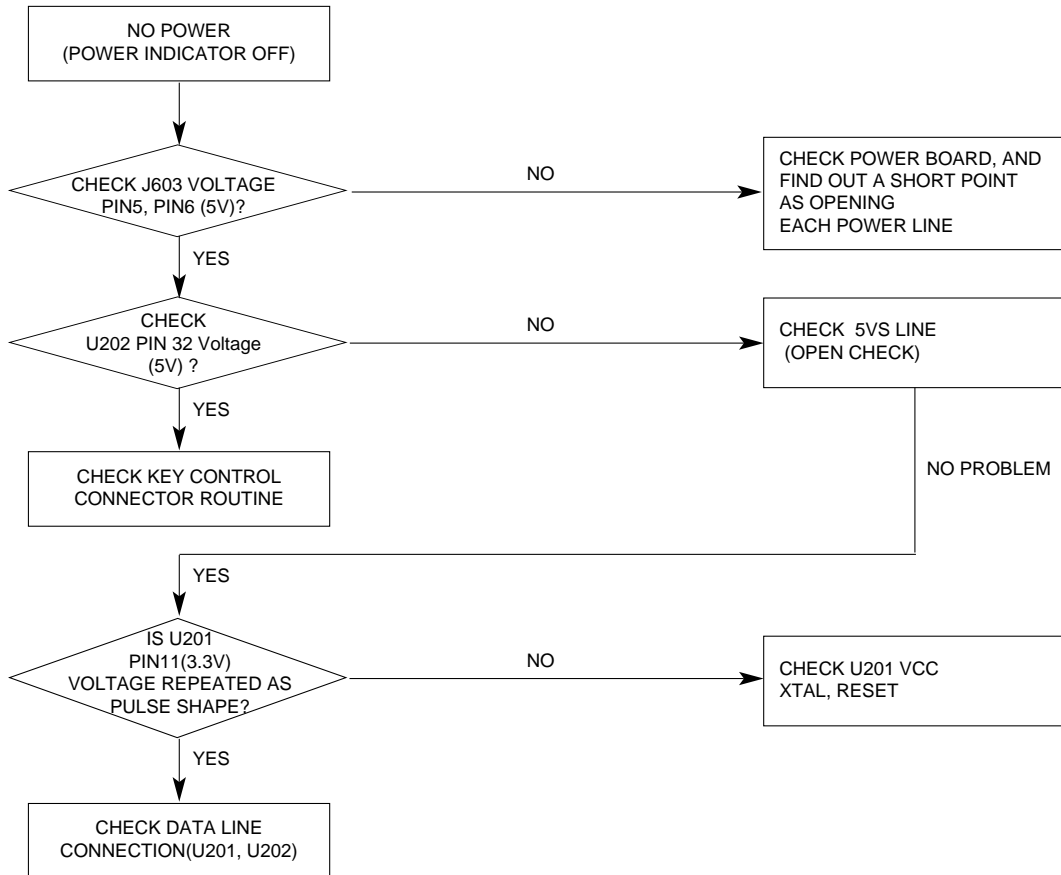 NO POWER
(POWER INDICATOR OFF)
CHECK J603 VOLTAGE
PIN5, PIN6 (5V)?
NO
CHECK POWER BOARD, AND
FIND OUT A SHORT POINT
AS OPENING
EACH POWER LINE
YES
CHECK
U202 PIN 32 Voltage
(5V) ?
NO
CHECK  5VS LINE
(OPEN CHECK)
YES
CHECK KEY CONTROL
CONNECTOR ROUTINE
NO PROBLEM
YES
IS U201
PIN11(3.3V)
VOLTAGE REPEATED AS
PULSE SHAPE?
NO
CHECK U201 VCC
XTAL, RESET
YES
CHECK DATA LINE
CONNECTION(U201, U202)